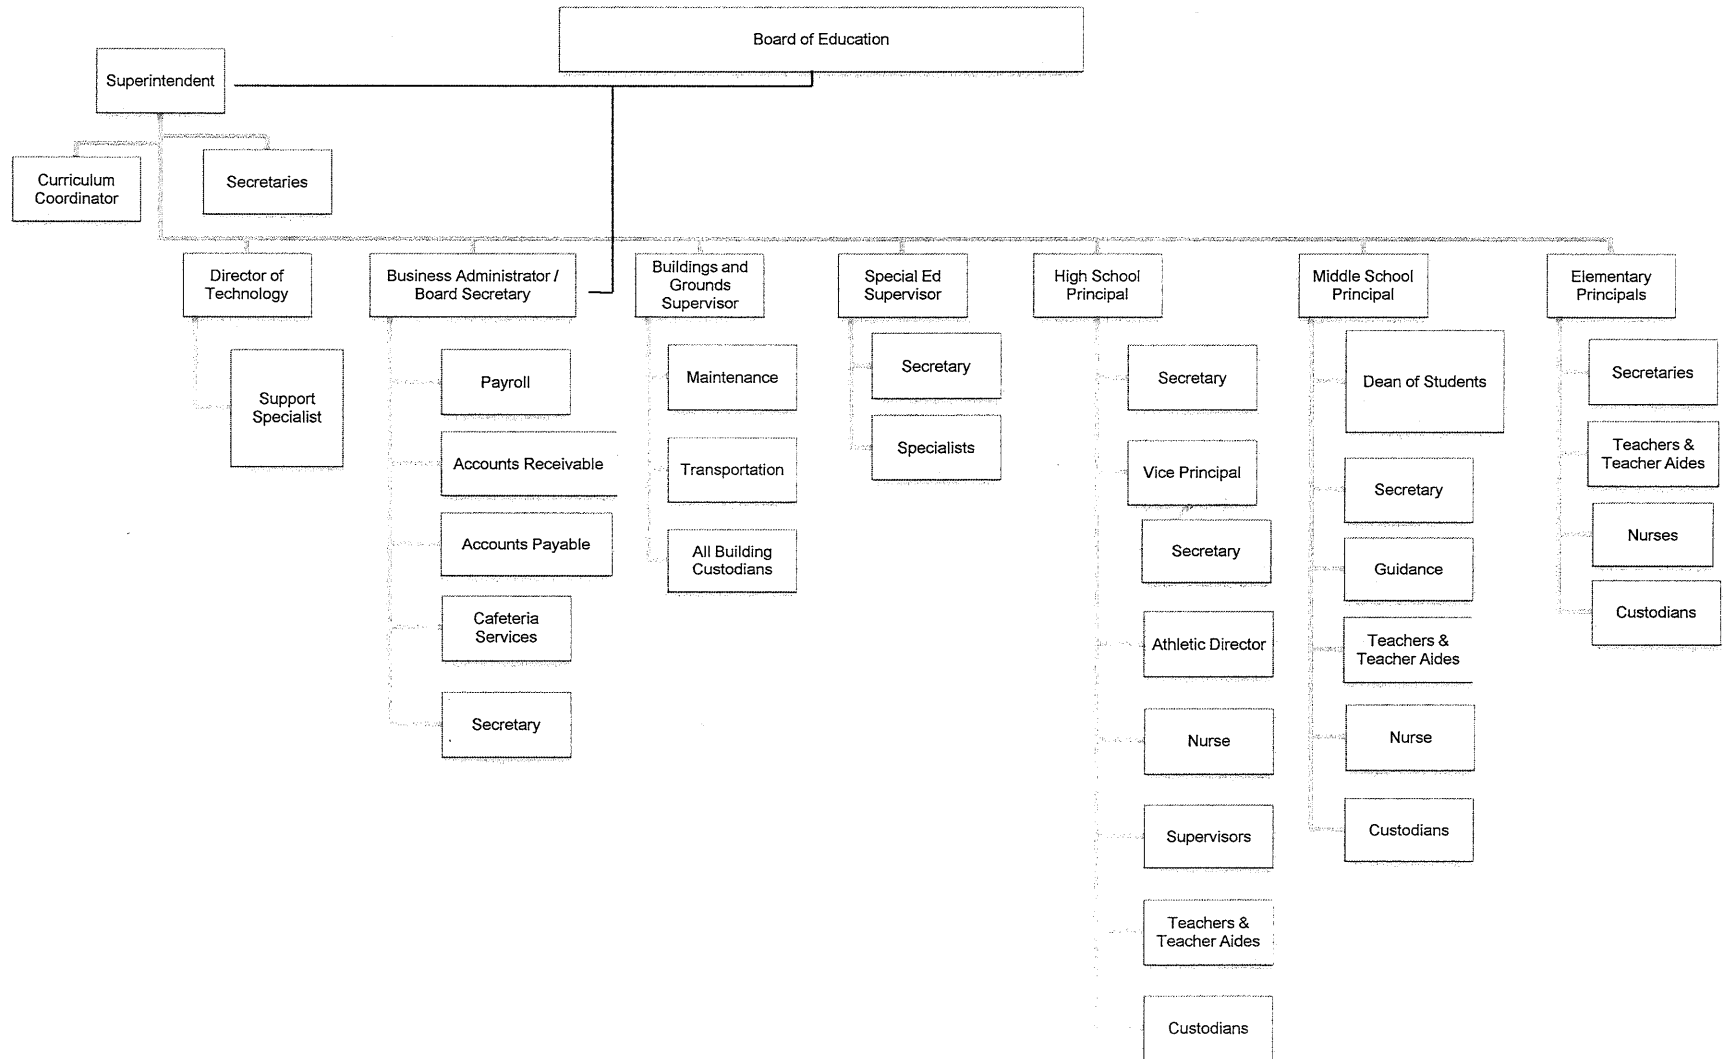 Board of Education
Superintendent
Curriculum
Coordinator
Secretaries
Director of
Technology
Business Administrator /
Board Secretary
Buildings and
Grounds
Supervisor
Special Ed
Supervisor
High School
Principal
Middle School
Principal
Elementary
Principals
Support
Specialist
Payroll
Accounts Receivable
Accounts Payable
Cafeteria
Services
Secretary
Maintenance
Transportation
All Building
Custodians
Secretary
Specialists
Secretary
Vice Principal
Secretary
Athletic Director
Nurse
Supervisors
Teachers &
Teacher Aides
Custodians
Dean of Students
Secretary
Guidance
Teachers &
Teacher Aides
Nurse
Custodians
Secretaries
Teachers &
Teacher Aides
Nurses
Custodians